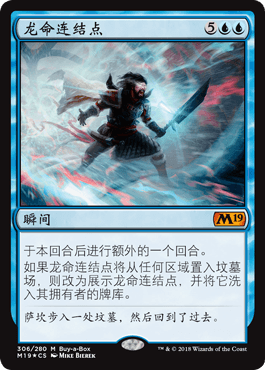 龙命连结点 5
瞬间 M19
于本回合后进行额外的一个回合。
如果龙命连结点将从任何区域置入坟墓
场，则改为展示龙命连结点，并将它洗
入其拥有者的牌库。
萨坎步入一处坟墓，然后回到了过去。
306/280 M Buy-a-Box
M19★CS 🖌 MIKE BIEREK
™ & © 2018 Wizards of the Coast